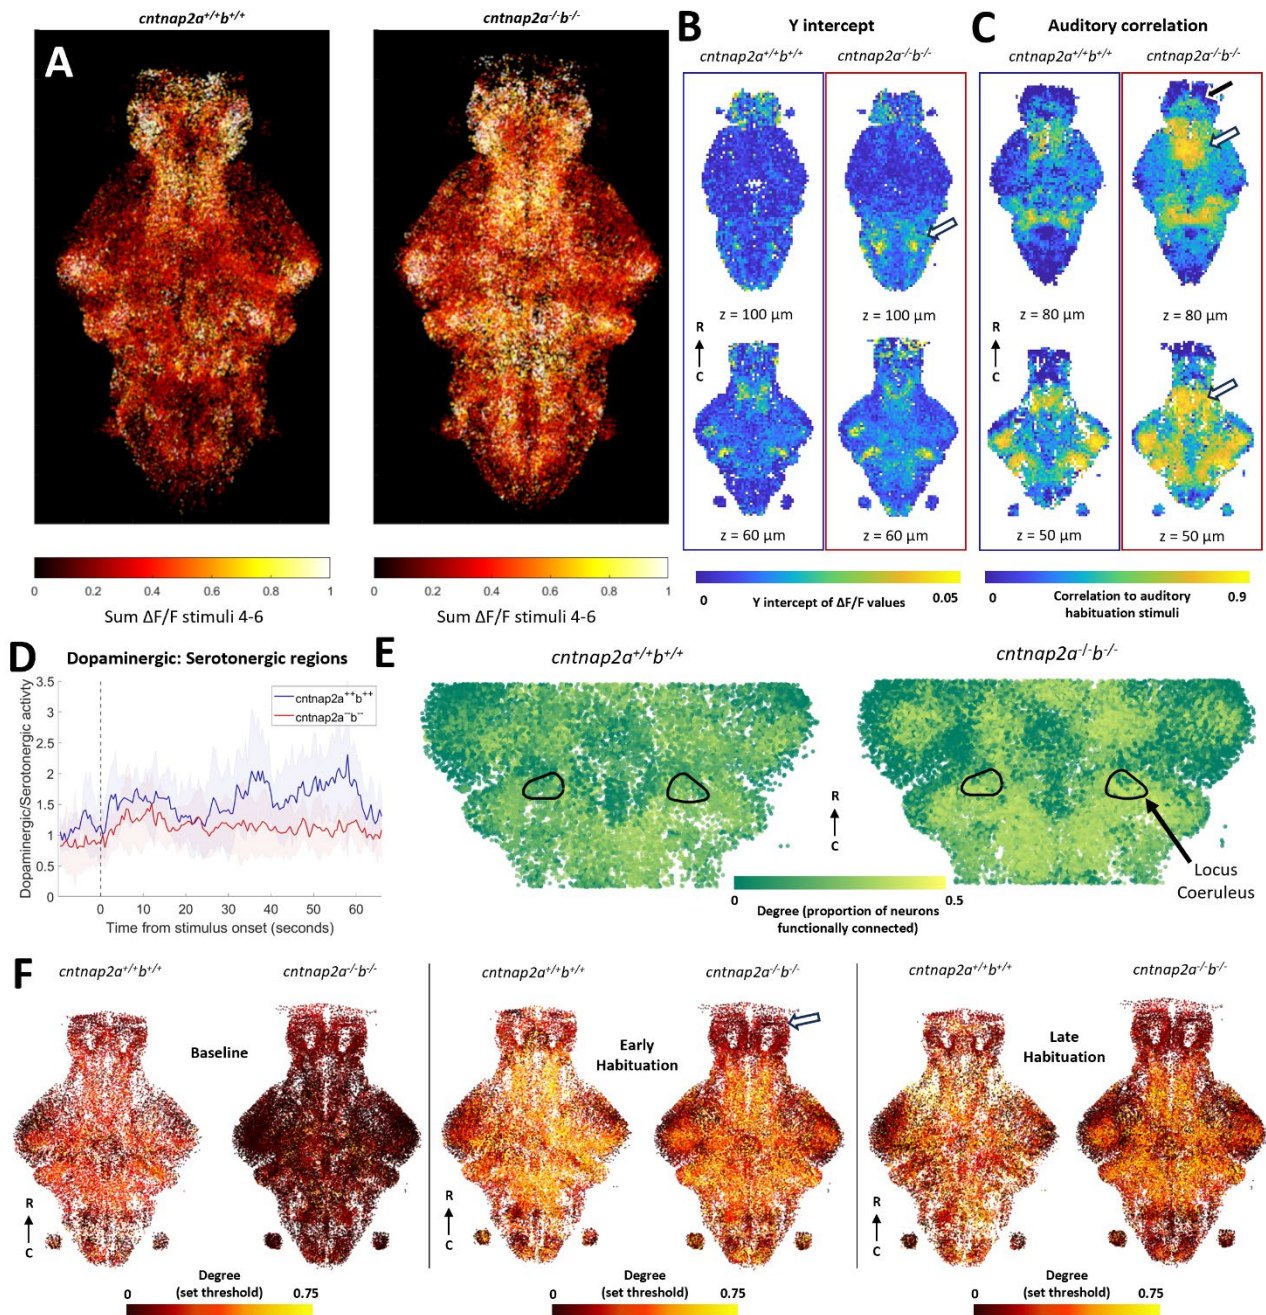 cntnap2a+/+b+/+ cntnap2a-/-b-/-
A
0 0.2 0.4 0.6 0.8 1
Sum ΔF/F stimuli 4-6
0 0.2 0.4 0.6 0.8 1
Sum ΔF/F stimuli 4-6
B Y intercept
cntnap2a+/+b+/+ cntnap2a-/-b-/-
z = 100 µm z = 100 µm
R
C
z = 60 µm z = 60 µm
0 Y intercept of ΔF/F values 0.05
C Auditory correlation
cntnap2a+/+b+/+ cntnap2a-/-b-/-
z = 80 µm z = 80 µm
R
C
z = 50 µm z = 50 µm
0 Correlation to auditory 0.9
habituation stimuli
D Dopaminergic: Serotonergic regions
cntnap2a++b++
cntnap2a--b--
Dopaminergic/Serotonergic activty
3.5
3
2.5
2
1.5
1
0.5
0
0 10 20 30 40 50 60
Time from stimulus onset (seconds)
E cntnap2a+/+b+/+ cntnap2a-/-b-/-
R
C
Locus
Coeruleus
0 0.5
Degree (proportion of neurons
functionally connected)
F cntnap2a+/+b+/+ cntnap2a-/-b-/- cntnap2a+/+b+/+ cntnap2a-/-b-/- cntnap2a+/+b+/+ cntnap2a-/-b-/-
Baseline
Early
Habituation
Late
Habituation
R
C
R
C
R
C
Degree
0 (set threshold) 0.75
Degree
0 (set threshold) 0.75
Degree
0 (set threshold) 0.75